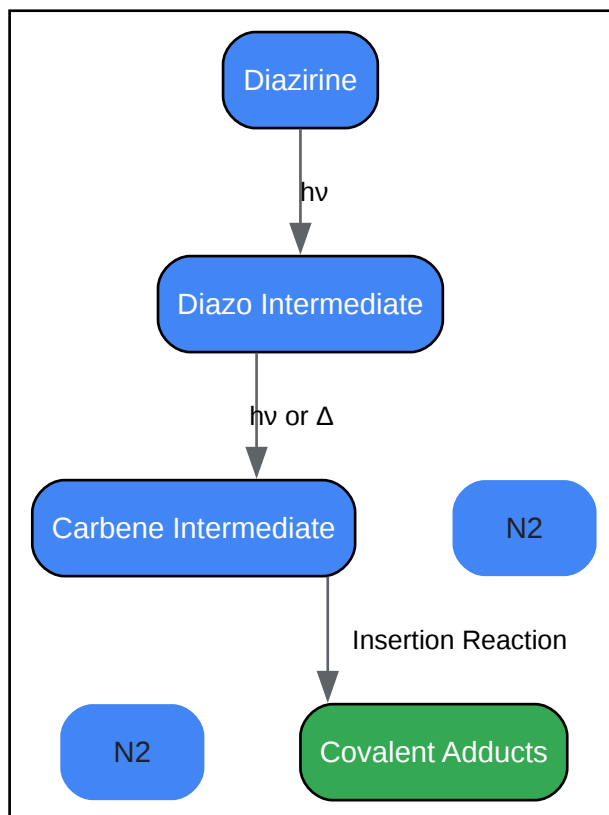 Diazirine
hν
Diazo Intermediate
hν or Δ
Carbene Intermediate
N2
Insertion Reaction
N2
Covalent Adducts